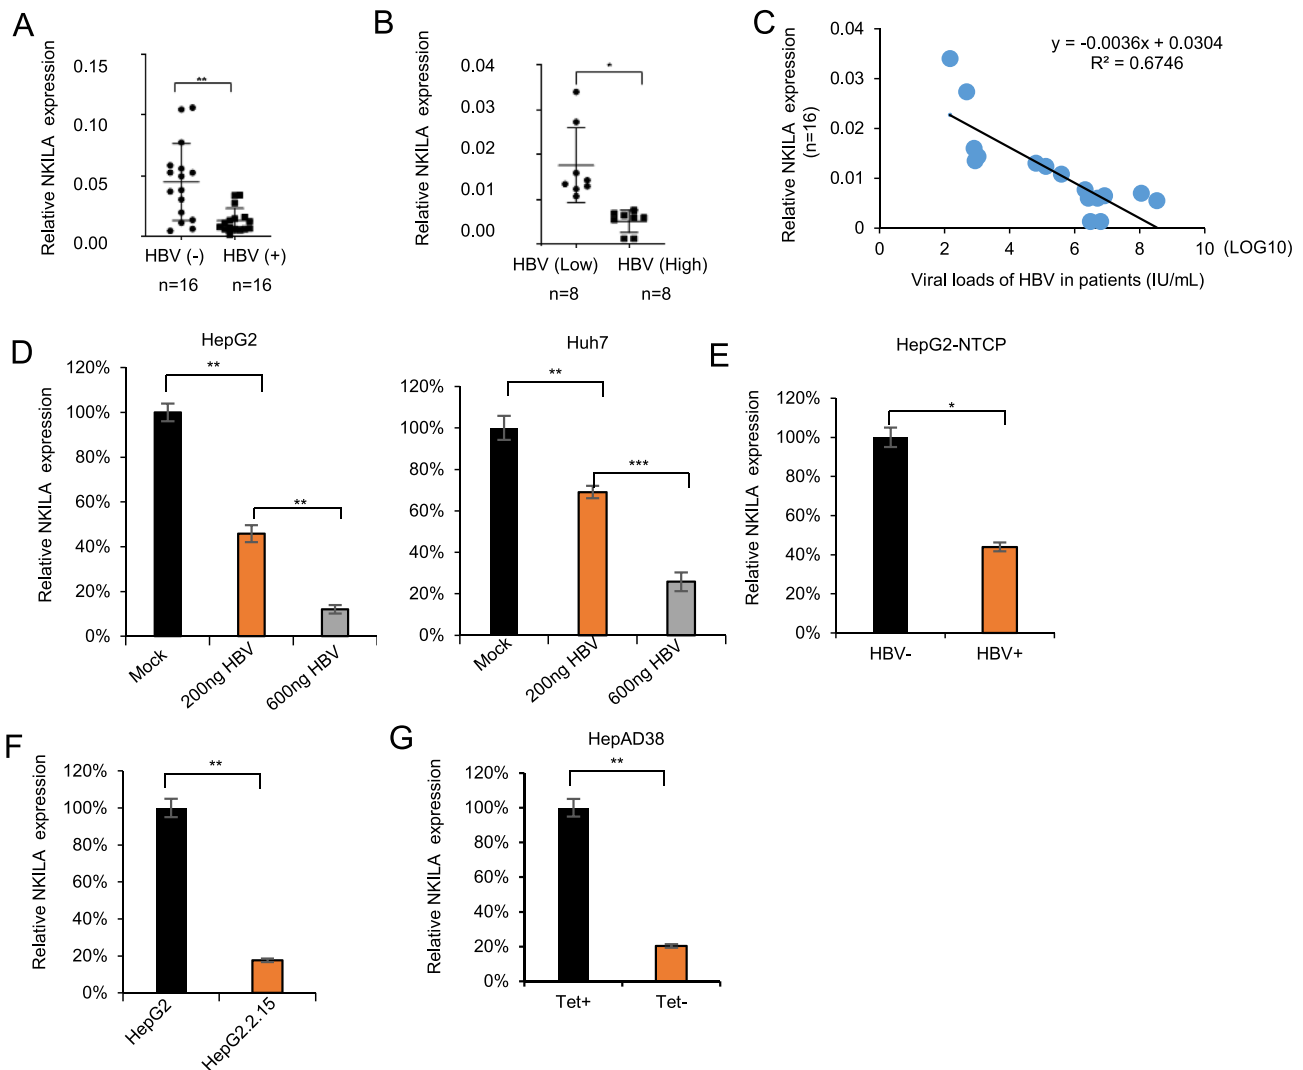 A
Relative NKILA expression
0.15
0.10
0.05
0.00
**
HBV (-)
HBV (+)
n=16
n=16
B
Relative NKILA expression
0.04
0.03
0.02
0.01
0.00
*
HBV (Low)
HBV (High)
n=8
n=8
C
Relative NKILA expression
(n=16)
0.04
0.03
0.02
0.01
0
y = -0.0036x + 0.0304
R² = 0.6746
0
2
4
6
8
10
(LOG10)
Viral loads of HBV in patients (IU/mL)
D
HepG2
Relative NKILA expression
120%
100%
80%
60%
40%
20%
0%
**
**
Mock
200ng HBV
600ng HBV
Huh7
120%
100%
80%
60%
40%
20%
0%
**
***
Mock
200ng HBV
600ng HBV
E
HepG2-NTCP
Relative NKILA expression
120%
100%
80%
60%
40%
20%
0%
*
HBV-
HBV+
F
Relative NKILA expression
120%
100%
80%
60%
40%
20%
0%
**
HepG2
HepG2.2.15
G
HepAD38
Relative NKILA expression
120%
100%
80%
60%
40%
20%
0%
**
Tet+
Tet-